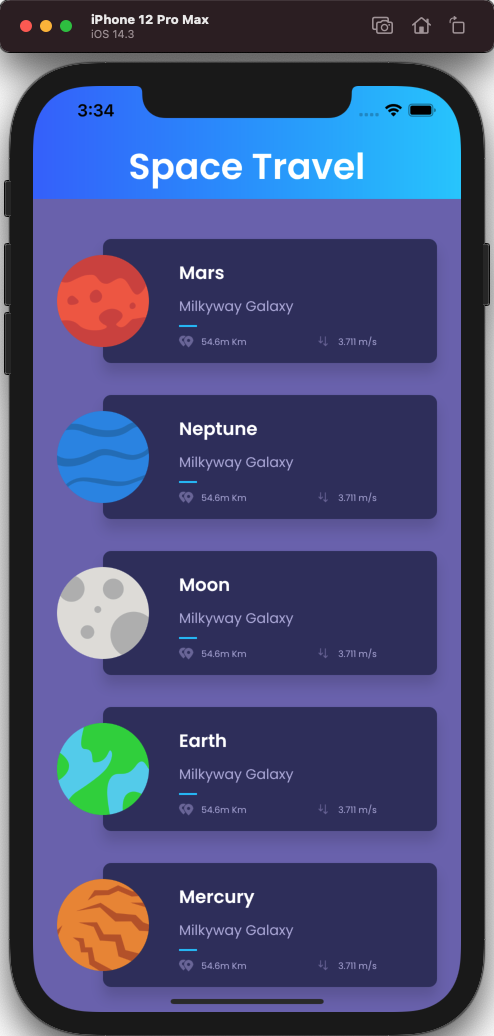 iPhone 12 Pro Max
iOS 14.3
3:34
Space Travel
Mars
Milkyway Galaxy
54.6m Km 3.711 m/s
Neptune
Milkyway Galaxy
54.6m Km 3.711 m/s
Moon
Milkyway Galaxy
54.6m Km 3.711 m/s
Earth
Milkyway Galaxy
54.6m Km 3.711 m/s
Mercury
Milkyway Galaxy
54.6m Km 3.711 m/s